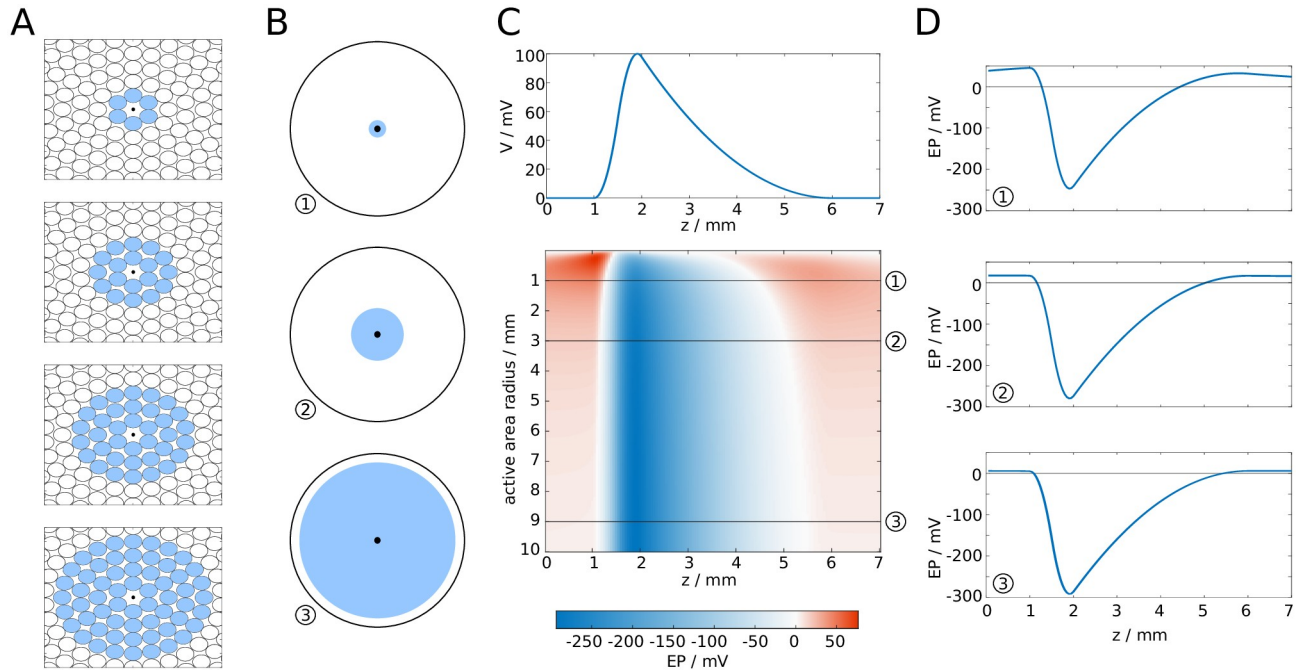 A
B
①
②
③
C
100
80
60
40
20
0
V / mV
0 1 2 3 4 5 6 7
z / mm
1
2
3
4
5
6
7
8
9
10
active area radius / mm
①
②
③
0 1 2 3 4 5 6 7
z / mm
-250 -200 -150 -100 -50 0 50
EP / mV
D
0
-100
-200
-300
EP / mV
①
0
-100
-200
-300
EP / mV
②
0
-100
-200
-300
EP / mV
③
0 1 2 3 4 5 6 7
z / mm